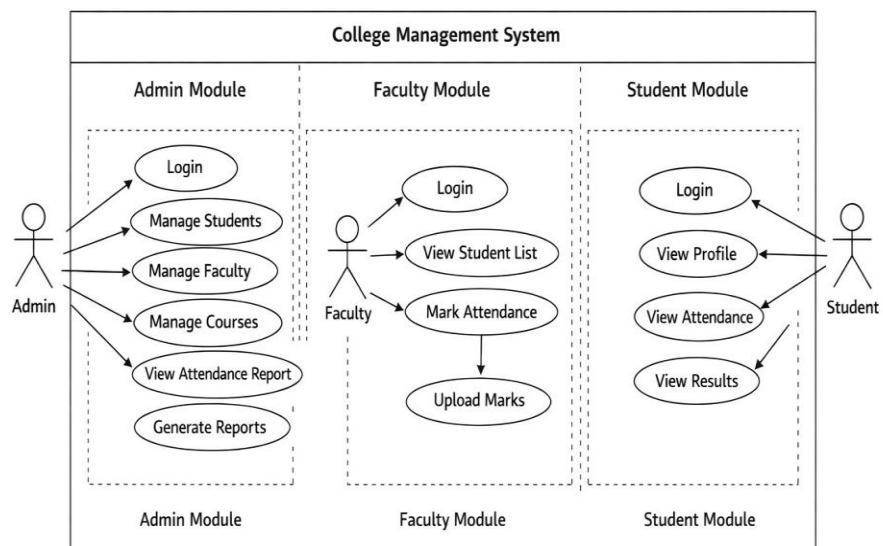 College Management System
Admin Module
Faculty Module
Student Module
Login
Manage Students
Manage Faculty
Manage Courses
View Attendance Report
Generate Reports
Admin
Login
View Student List
Mark Attendance
Upload Marks
Faculty
Login
View Profile
View Attendance
View Results
Student
Admin Module
Faculty Module
Student Module